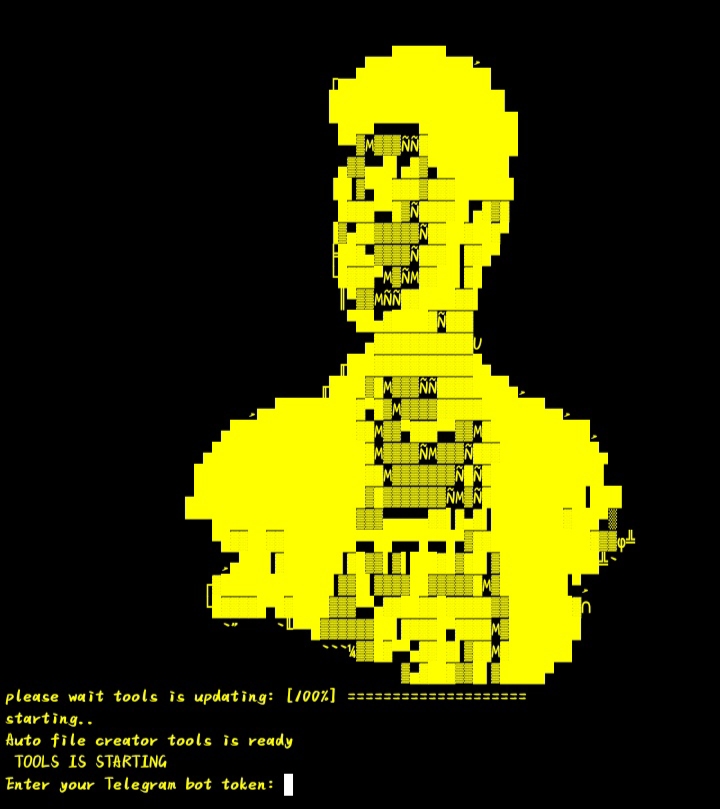 please wait tools is updating: [100%] ====================
starting..
Auto file creator tools is ready
TOOLS IS STARTING
Enter your Telegram bot token: